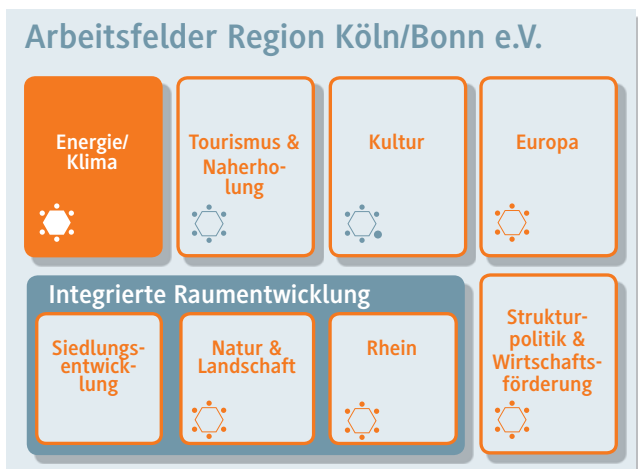 Arbeitsfelder Region Köln/Bonn e.V.
Energie/
Klima
Tourismus &
Naherho-
lung
Kultur
Europa
Integrierte Raumentwicklung
Siedlungs-
entwick-
lung
Natur &
Landschaft
Rhein
Struktur-
politik &
Wirtschafts-
förderung